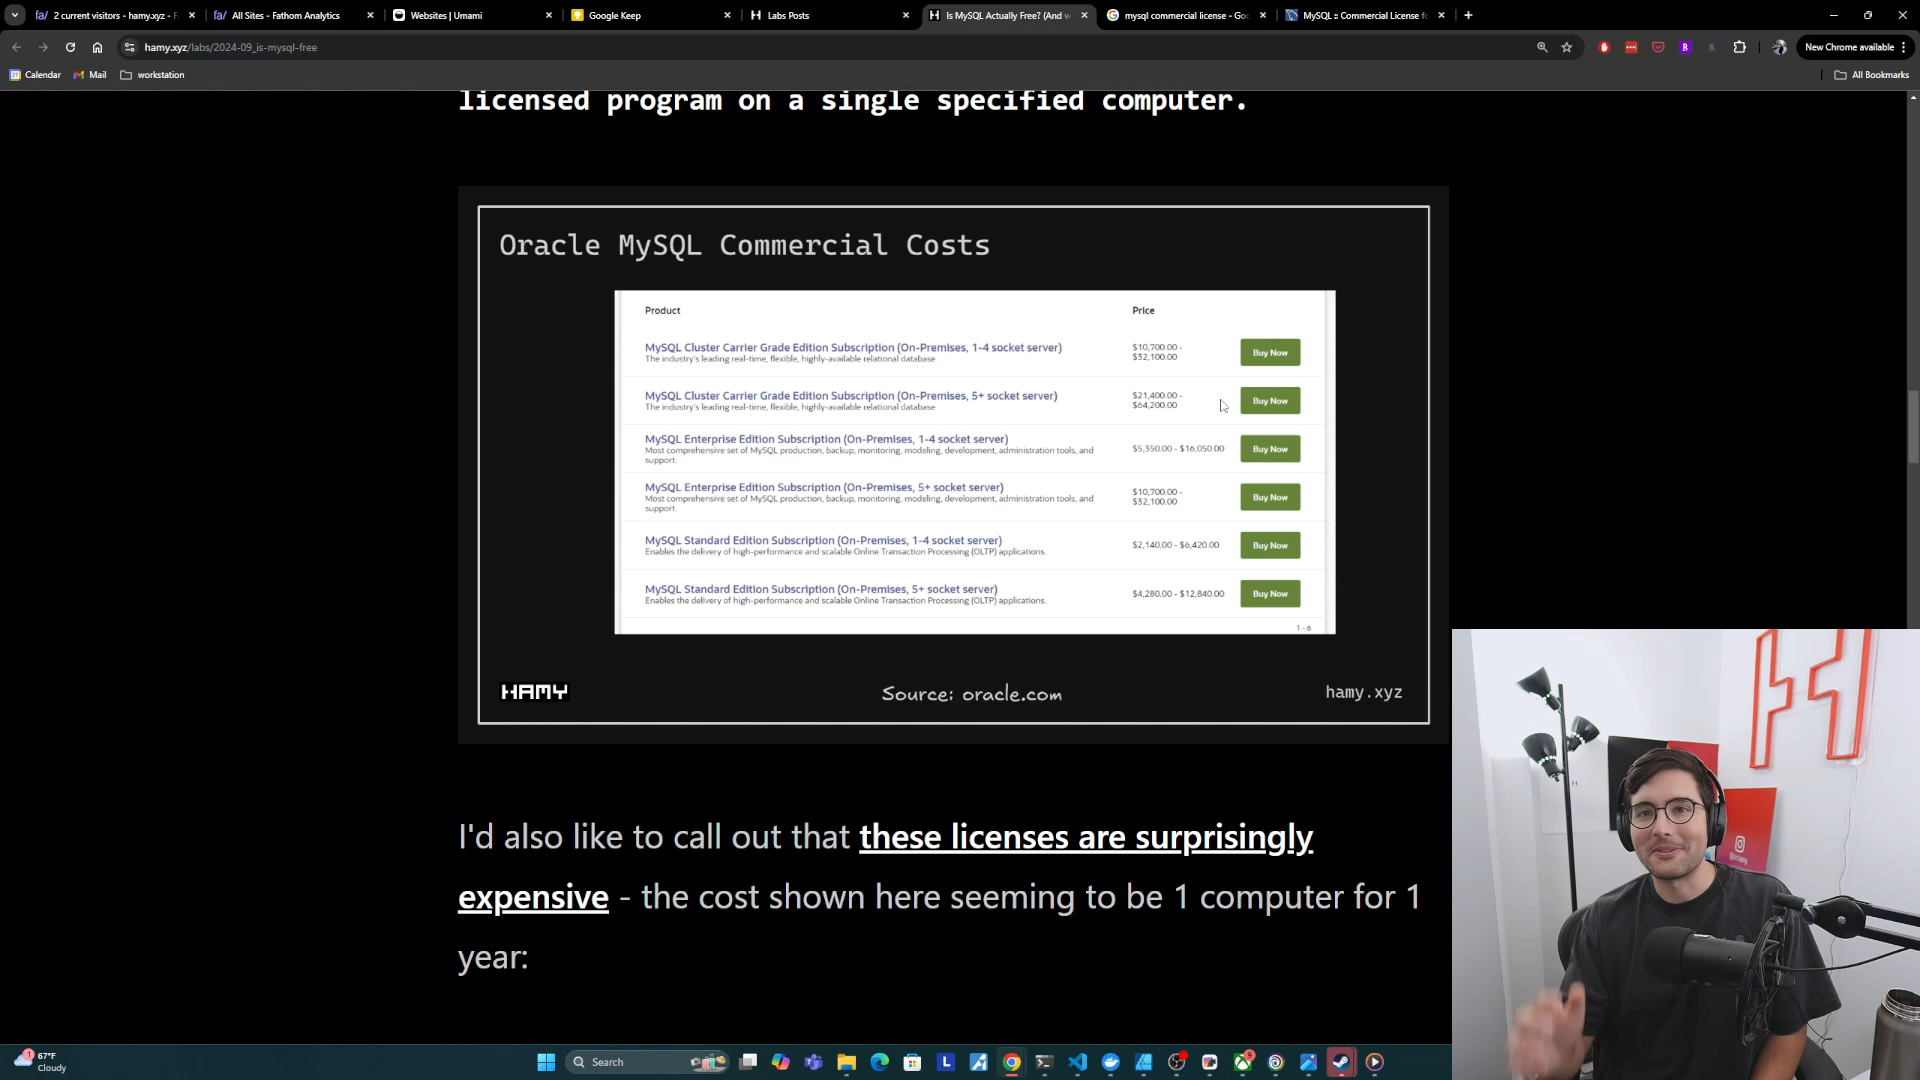 2 current visitors - hamy.xyz - F
All Sites - Fathom Analytics
Websites | Umami
Google Keep
Labs Posts
Is MySQL Actually Free? (And w
mysql commercial license - Goo
MySQL :: Commercial License fo
hamy.xyz/labs/2024-09_is-mysql-free
New Chrome available
Calendar
Mail
workstation
All Bookmarks
licensed program on a single specified computer.
Oracle MySQL Commercial Costs
Product Price
MySQL Cluster Carrier Grade Edition Subscription (On-Premises, 1-4 socket server)
The industry's leading real-time, flexible, highly-available relational database
$10,700.00 -
$32,100.00
Buy Now
MySQL Cluster Carrier Grade Edition Subscription (On-Premises, 5+ socket server)
The industry's leading real-time, flexible, highly-available relational database
$21,400.00 -
$64,200.00
Buy Now
MySQL Enterprise Edition Subscription (On-Premises, 1-4 socket server)
Most comprehensive set of MySQL production, backup, monitoring, modeling, development, administration tools, and
support.
$5,350.00 - $16,050.00
Buy Now
MySQL Enterprise Edition Subscription (On-Premises, 5+ socket server)
Most comprehensive set of MySQL production, backup, monitoring, modeling, development, administration tools, and
support.
$10,700.00 -
$32,100.00
Buy Now
MySQL Standard Edition Subscription (On-Premises, 1-4 socket server)
Enables the delivery of high-performance and scalable Online Transaction Processing (OLTP) applications.
$2,140.00 - $6,420.00
Buy Now
MySQL Standard Edition Subscription (On-Premises, 5+ socket server)
Enables the delivery of high-performance and scalable Online Transaction Processing (OLTP) applications.
$4,280.00 - $12,840.00
Buy Now
1 - 6
HAMY
Source: oracle.com
hamy.xyz
I'd also like to call out that these licenses are surprisingly
expensive - the cost shown here seeming to be 1 computer for 1
year:
67°F
Cloudy
Search